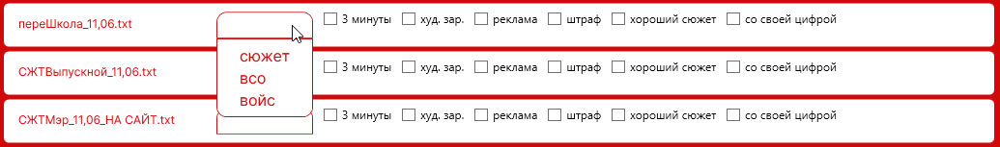 переШкола_11,06.txt 3 минуты худ. зар. реклама штраф хороший сюжет со своей цифрой
сюжет
СЖТВыпускной_11,06.txt всо 3 минуты худ. зар. реклама штраф хороший сюжет со своей цифрой
войс
СЖТМэр_11,06_НА САЙТ.txt 3 минуты худ. зар. реклама штраф хороший сюжет со своей цифрой